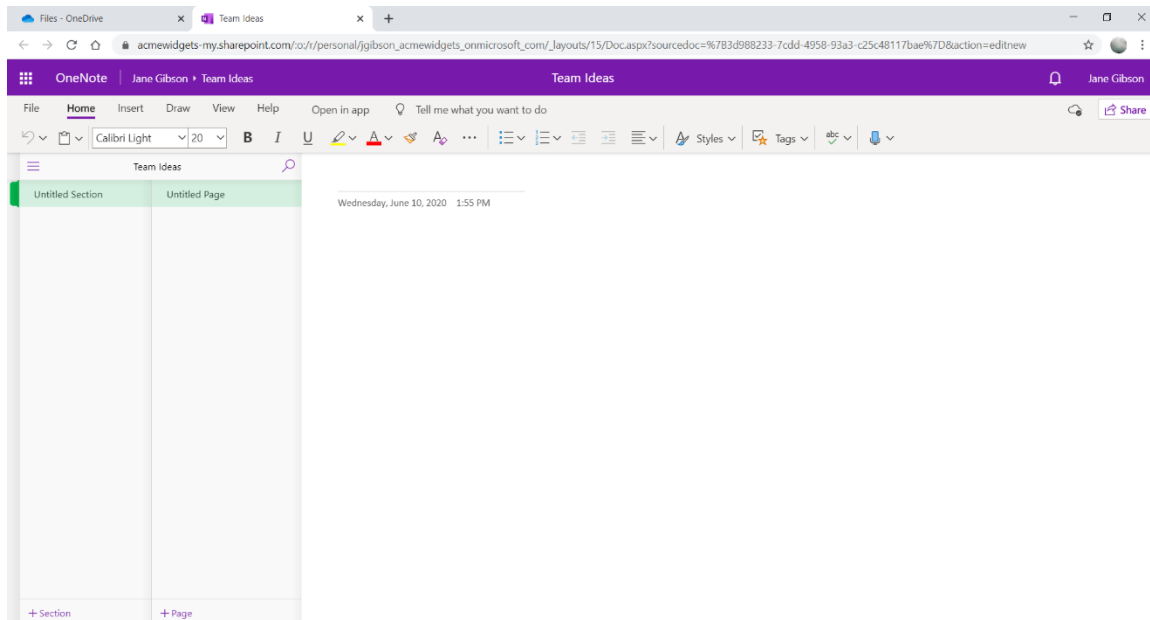 Files - OneDrive Team Ideas
acmewidgets-my.sharepoint.com/:o:/r/personal/jgibson_acmewidgets_onmicrosoft_com/_layouts/15/Doc.aspx?sourcedoc=%7B3d988233-7cdd-4958-93a3-c25c48117bae%7D&action=editnew
OneNote Jane Gibson ▸ Team Ideas Team Ideas Jane Gibson
File Home Insert Draw View Help Open in app Tell me what you want to do Share
Calibri Light 20 B I U A A Styles Tags abc
Team Ideas
Untitled Section Untitled Page
Wednesday, June 10, 2020 1:55 PM
+ Section + Page